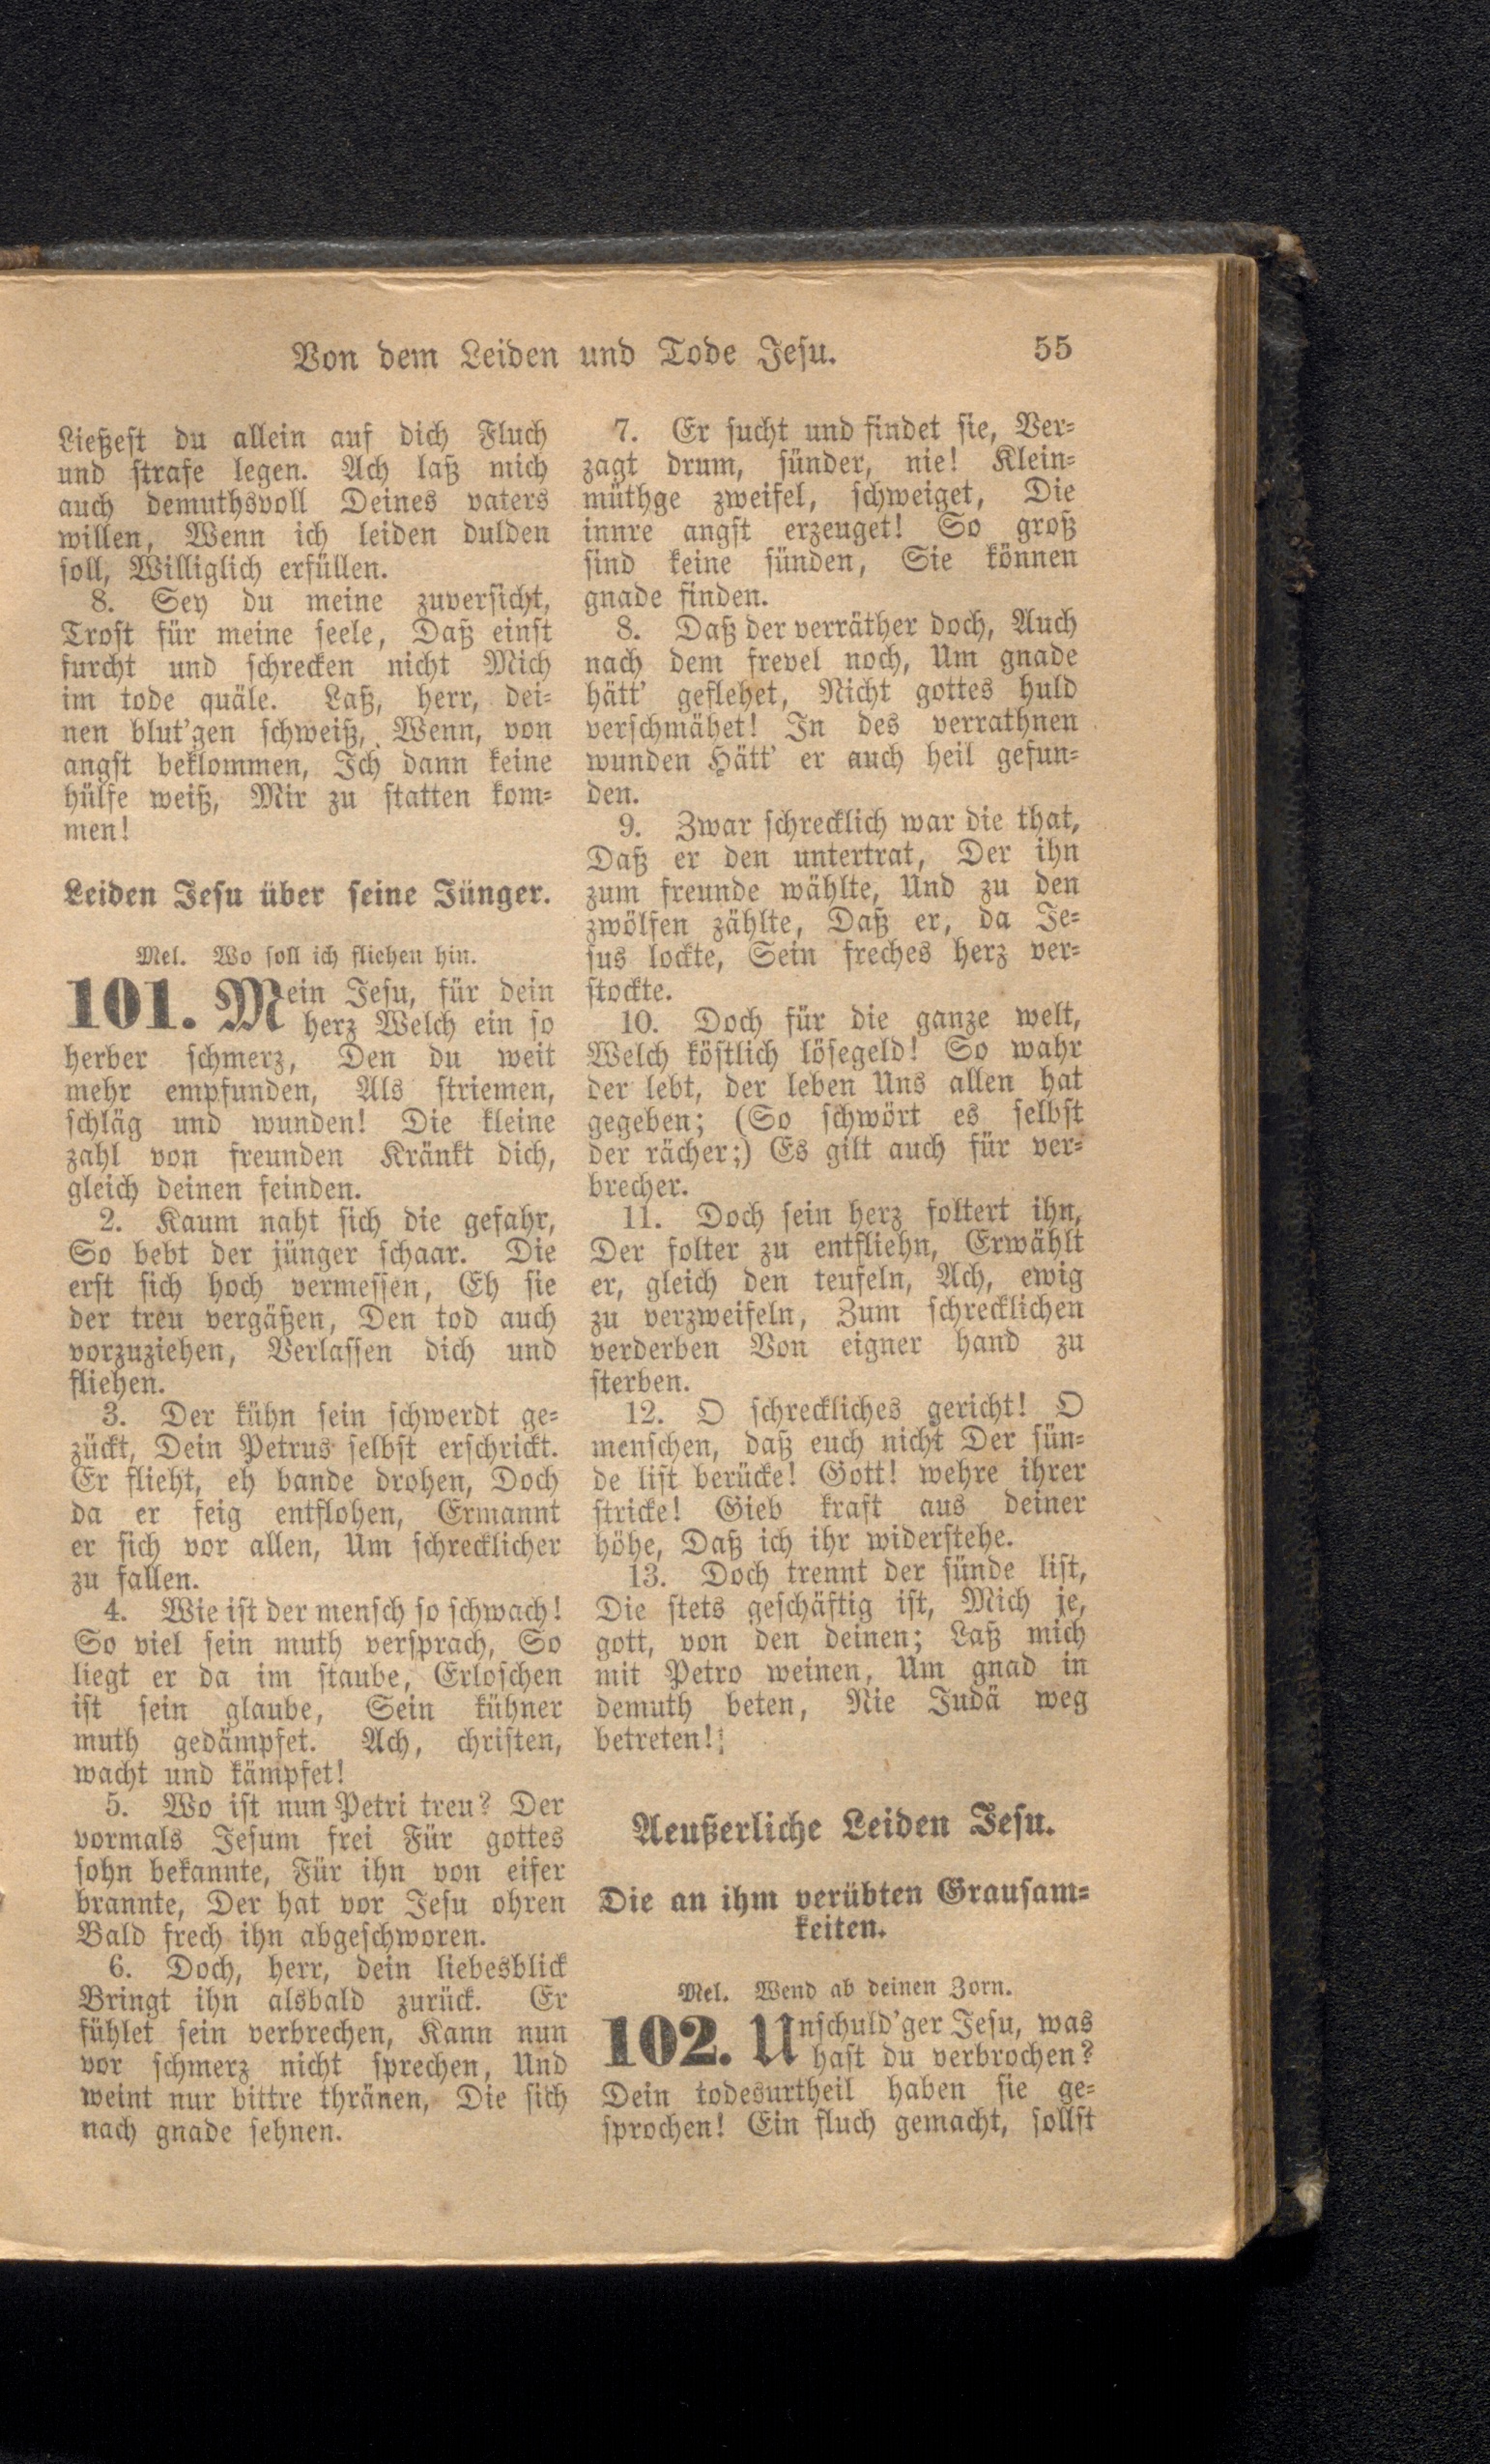 Von dem Leiden und Tode Jesu.
55
Ließest du allein auf dich Fluch
und strafe legen. Ach laß mich
auch demuthsvoll Deines vaters
willen, Wenn ich leiden dulden
soll, Williglich erfüllen.
8. Sey du meine zuversicht,
Trost für meine seele, Daß einst
furcht und schrecken nicht Mich
im tode quäle. Laß, herr, dei-
nen blut'gen schweiß, Wenn, von
angst beklommen, Ich dann keine
hülfe weiß, Mir zu statten kom-
men!
Leiden Jesu über seine Jünger.
Mel. Wo soll ich fliehen hin.
101. Mein Jesu, für dein
herz Welch ein so
herber schmerz, Den du weit
mehr empfunden, Als striemen,
schläg und wunden! Die kleine
zahl von freunden Kränkt dich,
gleich deinen feinden.
2. Kaum naht sich die gefahr,
So bebt der jünger schaar. Die
erst sich hoch vermessen, Eh sie
der treu vergäßen, Den tod auch
vorzuziehen, Verlassen dich und
fliehen.
3. Der kühn sein schwerdt ge-
zückt, Dein Petrus selbst erschrickt.
Er flieht, eh bande drohen, Doch
da er feig entflohen, Ermannt
er sich vor allen, Um schrecklicher
zu fallen.
4. Wie ist der mensch so schwach!
So viel sein muth versprach, So
liegt er da im staube, Erloschen
ist sein glaube, Sein kühner
muth gedämpfet. Ach, christen,
wacht und kämpfet!
5. Wo ist nun Petri treu? Der
vormals Jesum frei Für gottes
sohn bekannte, Für ihn von eifer
brannte, Der hat vor Jesu ohren
Bald frech ihn abgeschworen.
6. Doch, herr, dein liebesblick
Bringt ihn alsbald zurück. Er
fühlet sein verbrechen, Kann nun
vor schmerz nicht sprechen, Und
weint nur bittre thränen, Die sich
nach gnade sehnen.
7. Er sucht und findet sie, Ver-
zagt drum, sünder, nie! Klein-
müthge zweifel, schweiget, Die
innre angst erzeuget! So groß
sind keine sünden, Sie können
gnade finden.
8. Daß der verräther doch, Auch
nach dem frevel noch, Um gnade
hätt' geflehet, Nicht gottes huld
verschmähet! In des verrathnen
wunden Hätt' er auch heil gefun-
den.
9. Zwar schrecklich war die that,
Daß er den untertrat, Der ihn
zum freunde wählte, Und zu den
zwölfen zählte, Daß er, da Je-
sus lockte, Sein freches herz ver-
stockte.
10. Doch für die ganze welt,
Welch köstlich lösegeld! So wahr
der lebt, der leben Uns allen hat
gegeben; (So schwört es selbst
der rächer;) Es gilt auch für ver-
brecher.
11. Doch sein herz foltert ihn,
Der folter zu entfliehn, Erwählt
er, gleich den teufeln, Ach, ewig
zu verzweifeln, Zum schrecklichen
verderben Von eigner hand zu
sterben.
12. O schreckliches gericht! O
menschen, daß euch nicht Der sün-
de list berücke! Gott! wehre ihrer
stricke! Gieb kraft aus deiner
höhe, Daß ich ihr widerstehe.
13. Doch trennt der sünde list,
Die stets geschäftig ist, Mich je,
gott, von den deinen; Laß mich
mit Petro weinen, Um gnad in
demuth beten, Nie Judä weg
betreten!
Aeußerliche Leiden Jesu.
Die an ihm verübten Grausam-
keiten.
Mel. Wend ab deinen Zorn.
102. Unschuld'ger Jesu, was
hast du verbrochen?
Dein todesurtheil haben sie ge-
sprochen! Ein fluch gemacht, sollst